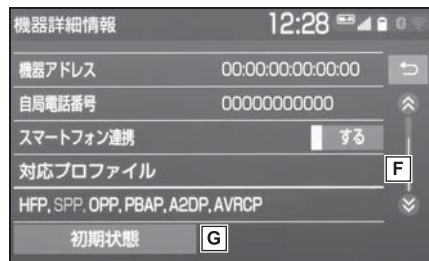 機器詳細情報 12:28
機器アドレス 00:00:00:00:00:00
自局電話番号 00000000000
スマートフォン連携 する
対応プロファイル
F
HFP, SPP, OPP, PBAP, A2DP, AVRCP
初期状態 G